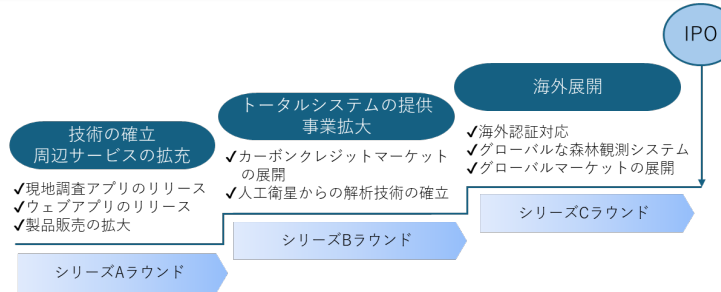 IPO
海外展開
✓海外認証対応
✓グローバルな森林観測システム
✓グローバルマーケットの展開
シリーズCラウンド
トータルシステムの提供
事業拡大
✓カーボンクレジットマーケット
の展開
✓人工衛星からの解析技術の確立
シリーズBラウンド
技術の確立
周辺サービスの拡充
✓現地調査アプリのリリース
✓ウェブアプリのリリース
✓製品販売の拡大
シリーズAラウンド